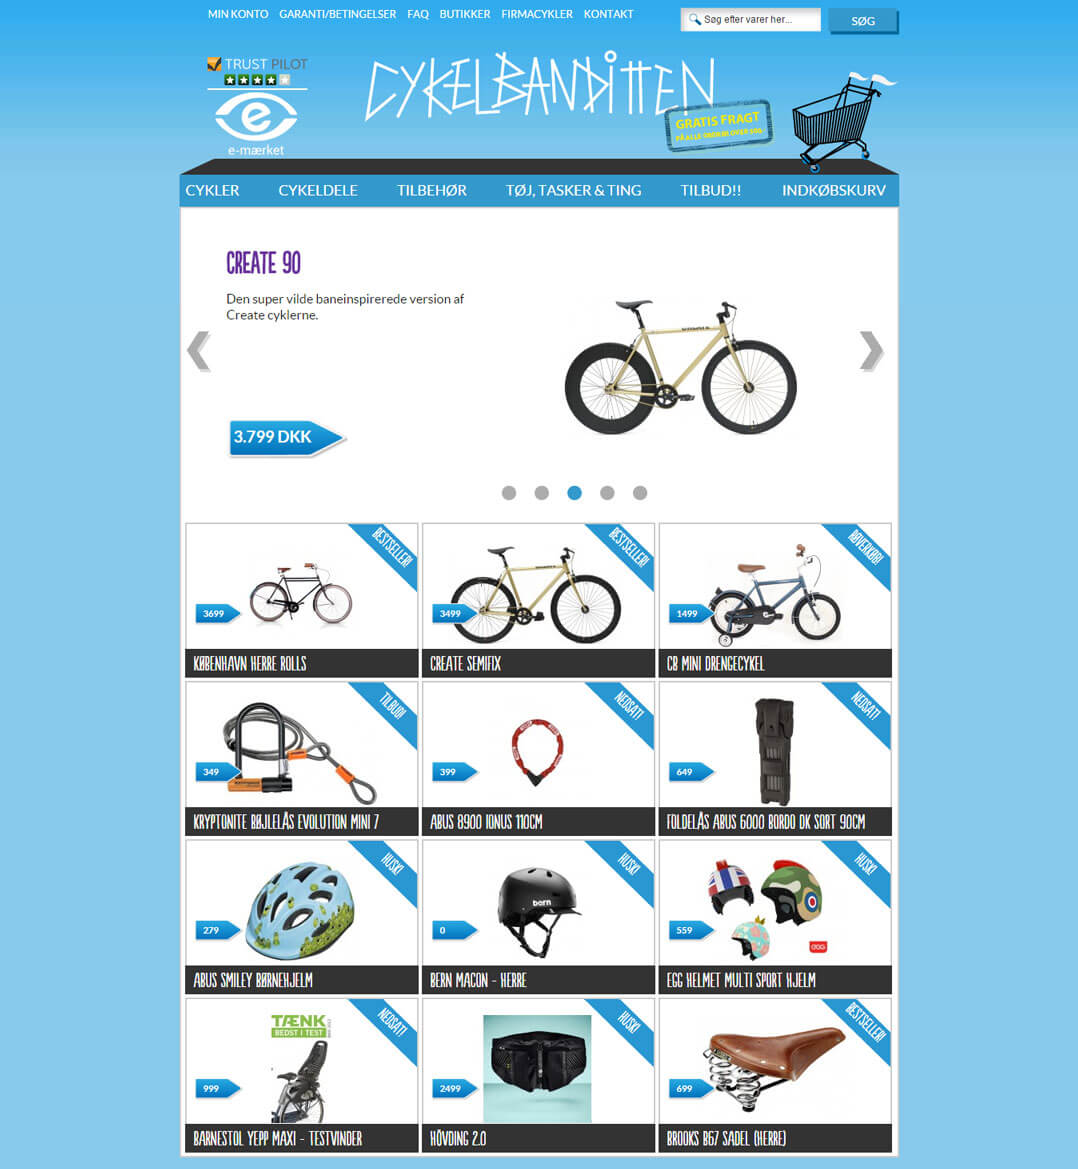 MIN KONTO GARANTI/BETINGELSER FAQ BUTIKKER FIRMACYKLER KONTAKT
Søg efter varer her...
SØG
TRUSTPILOT
e
e-mærket
CYKELBANDITTEN
GRATIS FRAGT
PÅ ALLE ORDRER OVER 500,-
CYKLER CYKELDELE TILBEHØR TØJ, TASKER & TING TILBUD!! INDKØBSKURV
CREATE 90
Den super vilde baneinspirerede version af
Create cyklerne.
3.799 DKK
BESTSELLER! BESTSELLER! RØVERKØB!
3699 3499 1499
KØBENHAVN HERRE ROLLS CREATE SEMIFIX CB MINI DRENGECYKEL
TILBUD! NEDSAT! NEDSAT!
349 399 649
KRYPTONITE BØJLELÅS EVOLUTION MINI 7 ABUS 8900 IONUS 110CM FOLDELÅS ABUS 6000 BORDO DK SORT 90CM
HUSK! HUSK! HUSK!
bern
279 0 559
EGG
ABUS SMILEY BØRNEHJELM BERN MACON - HERRE EGG HELMET MULTI SPORT HJELM
NEDSAT! HUSK! BESTSELLER!
TÆNK
BEDST I TEST
999 2499 699
BARNESTOL YEPP MAXI - TESTVINDER HÖVDING 2.0 BROOKS B67 SADEL (HERRE)